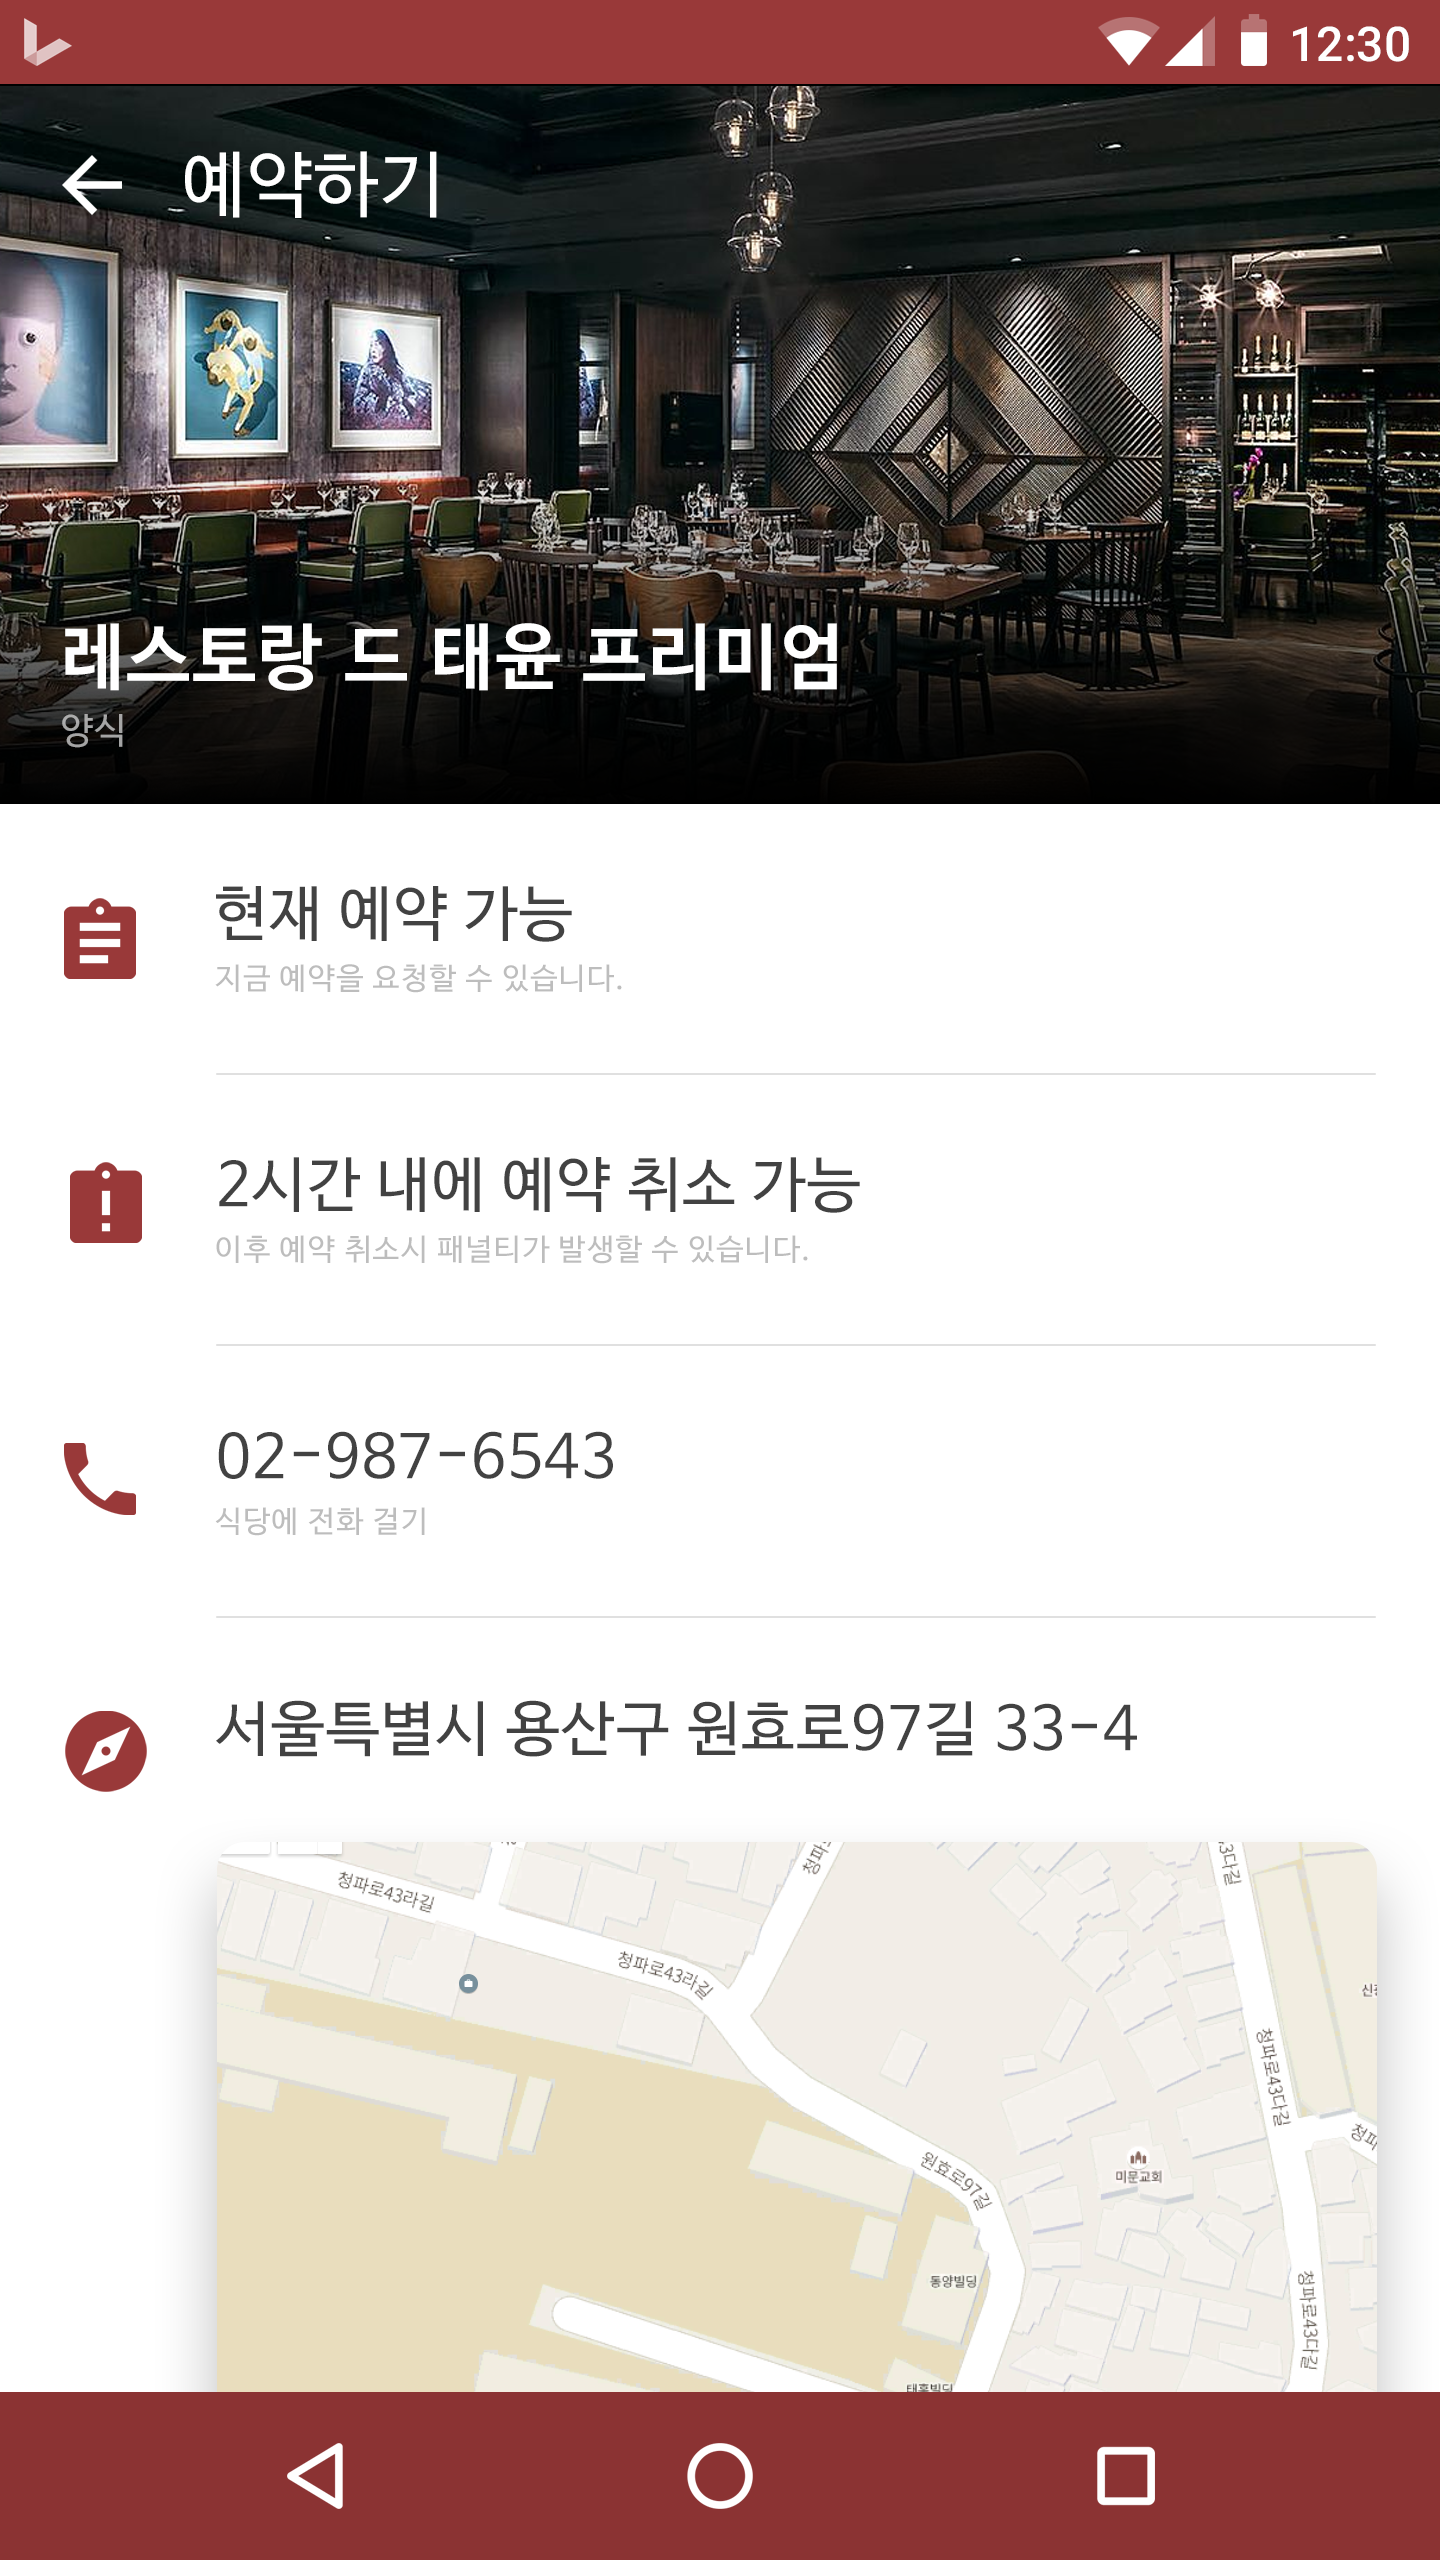 12:30
예약하기
레스토랑 드 태윤 프리미엄
양식
현재 예약 가능
지금 예약을 요청할 수 있습니다.
2시간 내에 예약 취소 가능
이후 예약 취소시 패널티가 발생할 수 있습니다.
02-987-6543
식당에 전화 걸기
서울특별시 용산구 원효로97길 33-4
청파로43라길
청파
43다길
청파로43라길
청파로43다길
원효로97길
미문교회
동양빌딩
청파로43다길